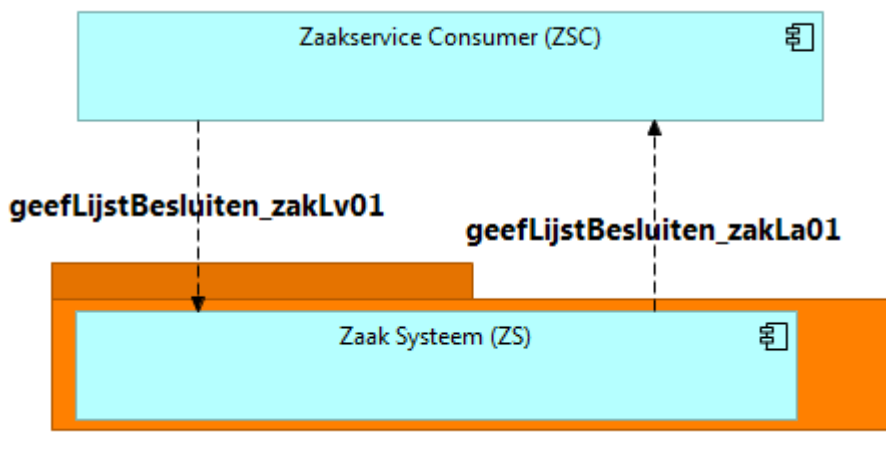 Zaakservice Consumer (ZSC)
geefLijstBesluiten_zakLv01
geefLijstBesluiten_zakLa01
Zaak Systeem (ZS)